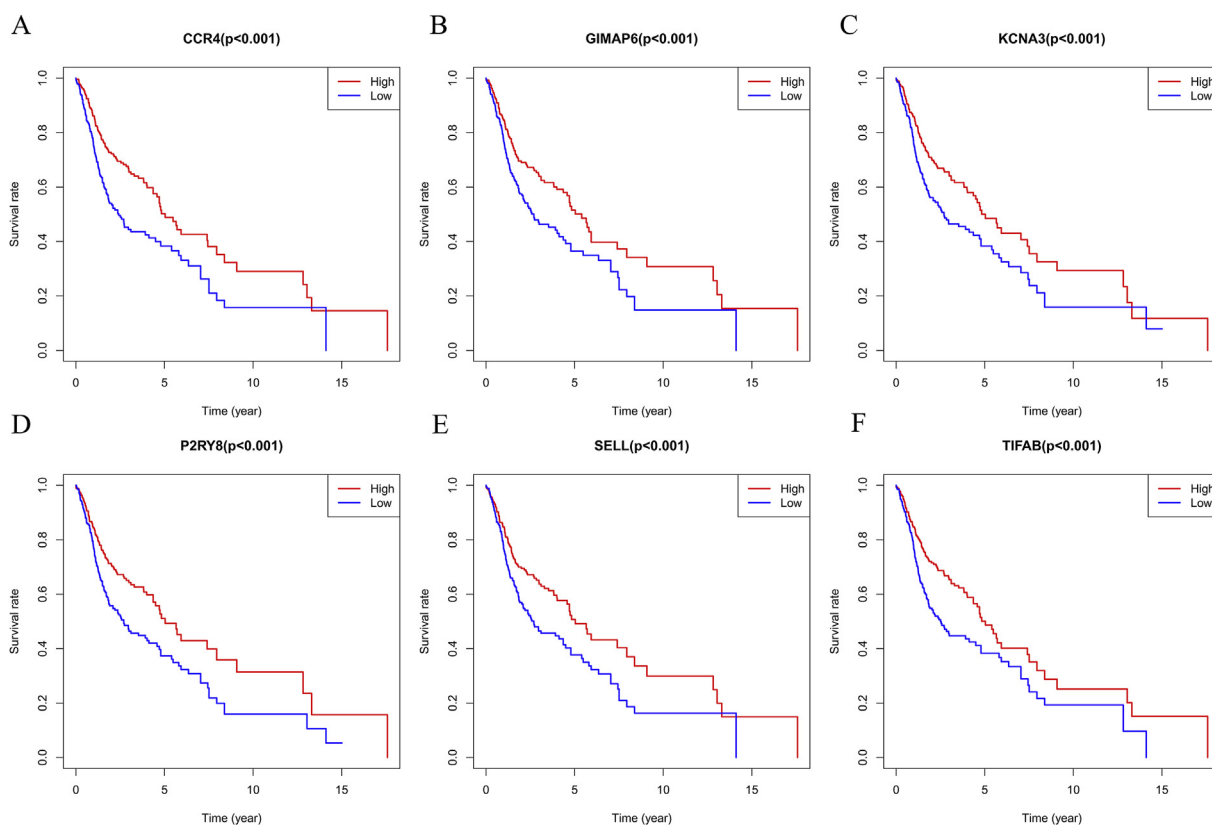 A
CCR4(p<0.001)
Survival rate
1.0
0.8
0.6
0.4
0.2
0.0
High
Low
0 5 10 15
Time (year)
B
GIMAP6(p<0.001)
Survival rate
1.0
0.8
0.6
0.4
0.2
0.0
High
Low
0 5 10 15
Time (year)
C
KCNA3(p<0.001)
Survival rate
1.0
0.8
0.6
0.4
0.2
0.0
High
Low
0 5 10 15
Time (year)
D
P2RY8(p<0.001)
Survival rate
1.0
0.8
0.6
0.4
0.2
0.0
High
Low
0 5 10 15
Time (year)
E
SELL(p<0.001)
Survival rate
1.0
0.8
0.6
0.4
0.2
0.0
High
Low
0 5 10 15
Time (year)
F
TIFAB(p<0.001)
Survival rate
1.0
0.8
0.6
0.4
0.2
0.0
High
Low
0 5 10 15
Time (year)